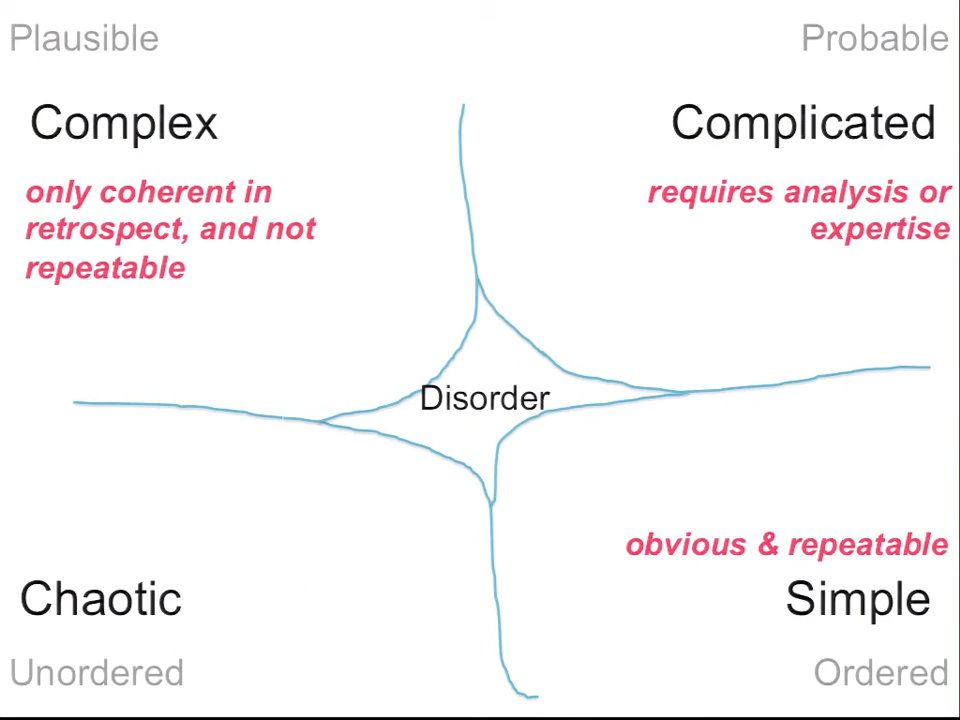 Plausible
Probable
Complex
Complicated
only coherent in
retrospect, and not
repeatable
requires analysis or
expertise
Disorder
obvious & repeatable
Chaotic
Simple
Unordered
Ordered